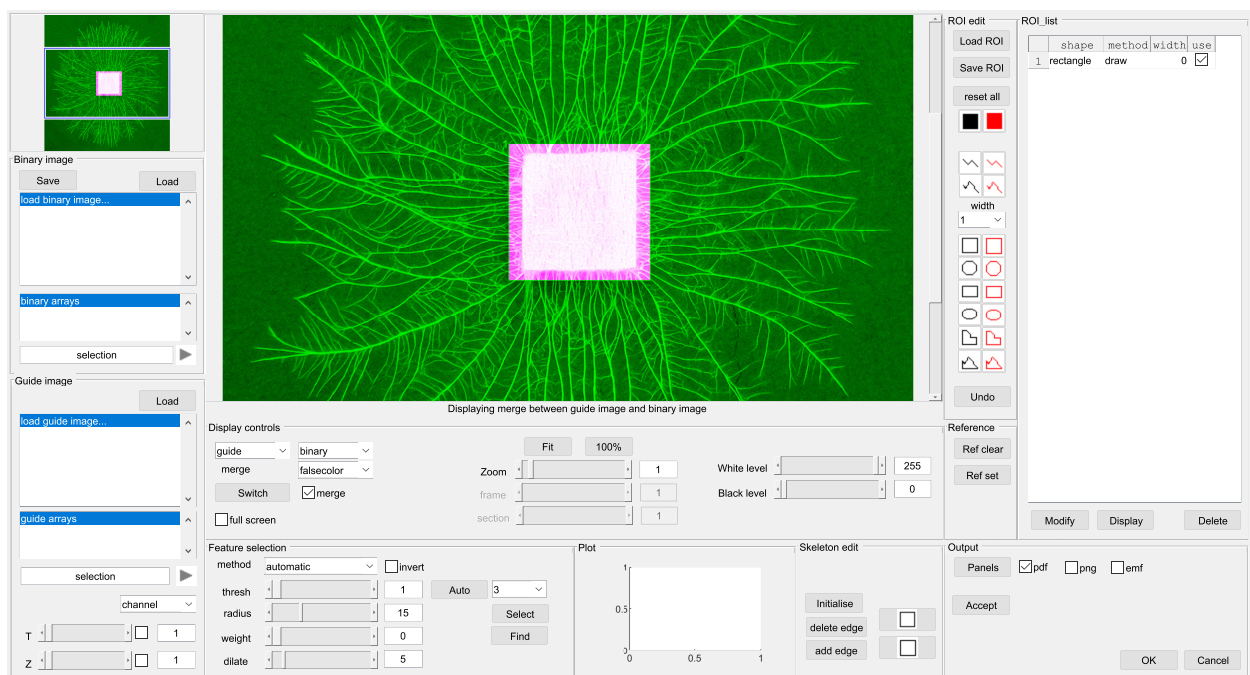 Binary image
Save
Load
load binary image...
binary arrays
selection
Guide image
Load
load guide image...
guide arrays
selection
channel
T
1
Z
1
Displaying merge between guide image and binary image
Display controls
guide
binary
merge
falsecolor
Switch
merge
full screen
Fit
100%
Zoom
1
frame
1
section
1
White level
255
Black level
0
Feature selection
method
automatic
invert
thresh
1
Auto
3
radius
15
Select
weight
0
Find
dilate
5
Plot
1
0.5
0
0
0.5
1
Skeleton edit
Initialise
delete edge
add edge
ROI edit
Load ROI
Save ROI
reset all
width
1
Undo
Reference
Ref clear
Ref set
ROI_list
shape method width use
1 rectangle draw 0
Modify
Display
Delete
Output
Panels
pdf
png
emf
Accept
OK
Cancel